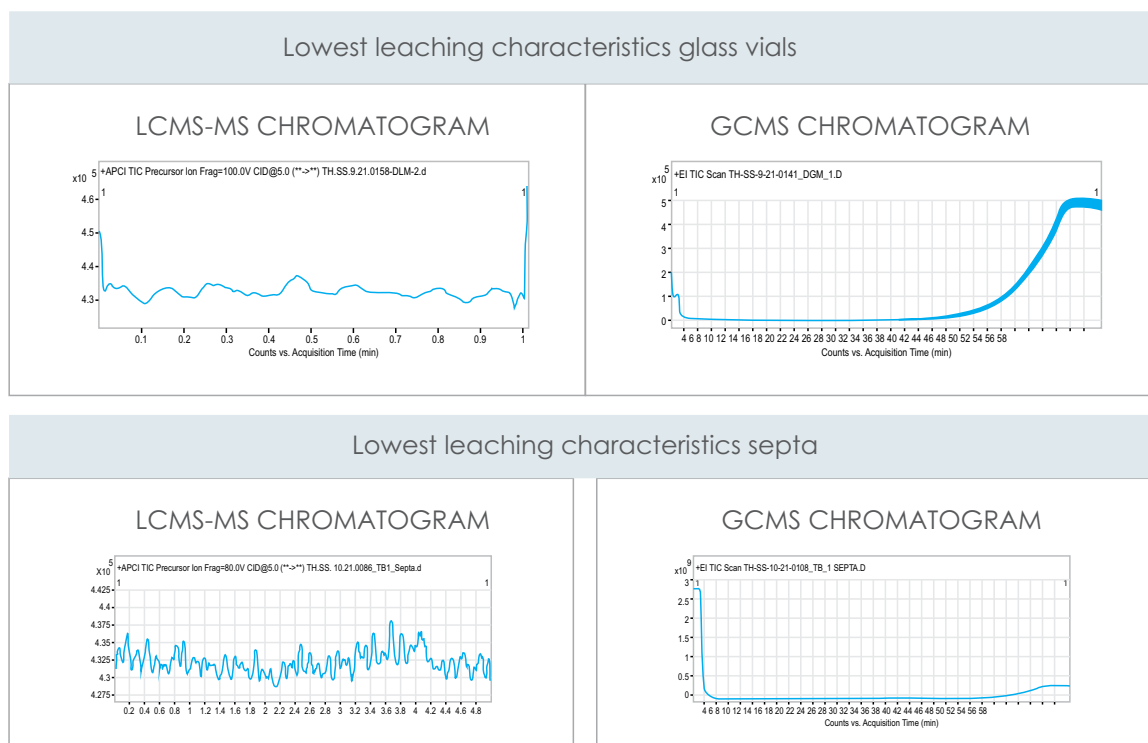 Lowest leaching characteristics glass vials
LCMS-MS CHROMATOGRAM
x10 5
+APCI TIC Precursor Ion Frag=100.0V CID@5.0 (**->**) TH.SS.9.21.0158-DLM-2.d
1 1
4.6
4.5
4.4
4.3
0.1 0.2 0.3 0.4 0.5 0.6 0.7 0.8 0.9 1
Counts vs. Acquisition Time (min)
GCMS CHROMATOGRAM
x10 5
+EI TIC Scan TH-SS-9-21-0141_DGM_1.D
1 1
5
4
3
2
1
0
4 6 8 10 12 14 16 18 20 22 24 26 28 30 32 34 36 38 40 42 44 46 48 50 52 54 56 58
Counts vs. Acquisition Time (min)
Lowest leaching characteristics septa
LCMS-MS CHROMATOGRAM
X10 5
+APCI TIC Precursor Ion Frag=80.0V CID@5.0 (**->**) TH.SS. 10.21.0086_TB1_Septa.d
1 1
4.425
4.4
4.375
4.35
4.325
4.3
4.275
0.2 0.4 0.6 0.8 1 1.2 1.4 1.6 1.8 2 2.2 2.4 2.6 2.8 3 3.2 3.4 3.6 3.8 4 4.2 4.4 4.6 4.8
GCMS CHROMATOGRAM
x10 9
+EI TIC Scan TH-SS-10-21-0108_TB_1 SEPTA.D
1 1
3
2.5
2
1.5
1
0.5
0
4 6 8 10 12 14 16 18 20 22 24 26 28 30 32 34 36 38 40 42 44 46 48 50 52 54 56 58
Counts vs. Acquisition Time (min)